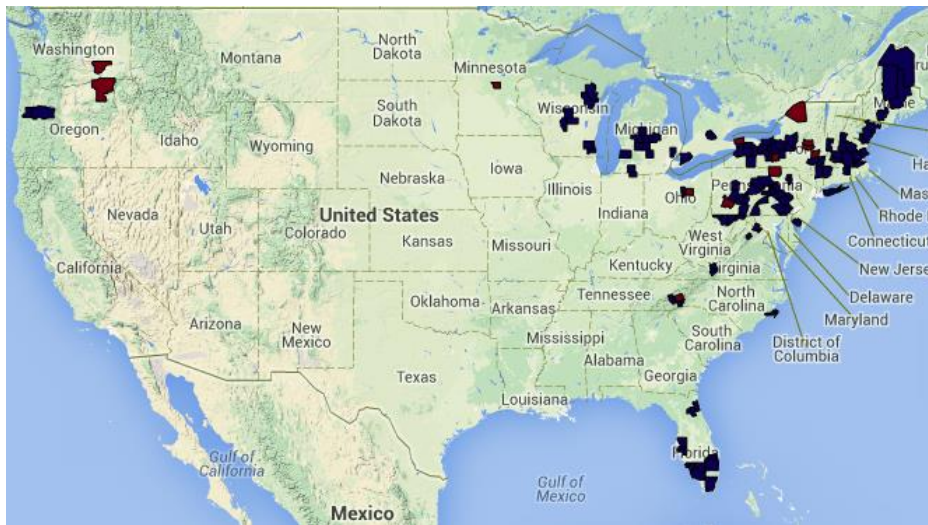 Washington
Montana
North
Dakota
Minnesota
Maine
Oregon
Idaho
South
Dakota
Wisconsin
Michigan
Wyoming
Iowa
Nebraska
Illinois
Ohio
Pennsylvania
Nevada
Utah
Colorado
United States
Indiana
West
Virginia
Rhode
Connecticut
California
Kansas
Missouri
Kentucky
Virginia
New Jerse
Arizona
New
Mexico
Oklahoma
Arkansas
Tennessee
North
Carolina
Delaware
Maryland
Mississippi
South
Carolina
District of
Columbia
Texas
Alabama
Georgia
Louisiana
Florida
Gulf of
California
Gulf of
Mexico
Mexico